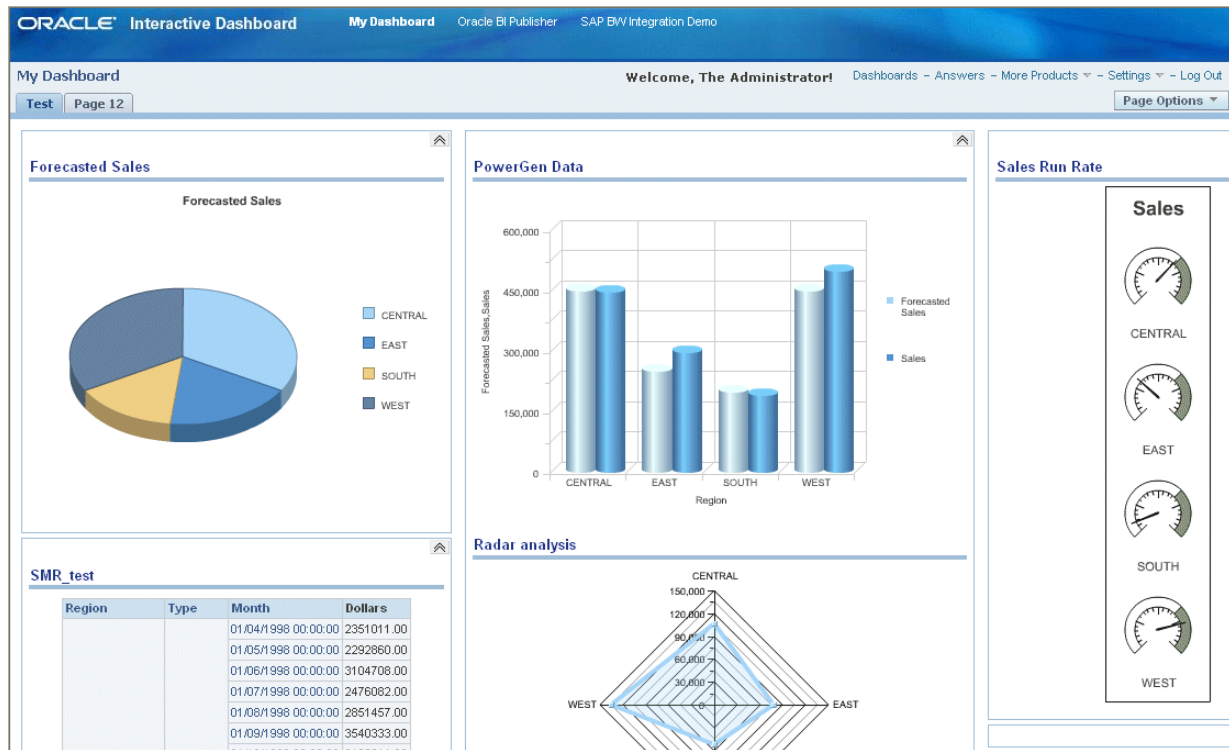 ORACLE Interactive Dashboard
My Dashboard Oracle BI Publisher SAP BW Integration Demo
My Dashboard
Welcome, The Administrator! Dashboards - Answers - More Products - Settings - Log Out
Test Page 12
Page Options
Forecasted Sales
Forecasted Sales
CENTRAL
EAST
SOUTH
WEST
SMR_test
Region Type Month Dollars
01/04/1998 00:00:00 2351011.00
01/05/1998 00:00:00 2292860.00
01/06/1998 00:00:00 3104708.00
01/07/1998 00:00:00 2476082.00
01/08/1998 00:00:00 2851457.00
01/09/1998 00:00:00 3540333.00
PowerGen Data
Forecasted Sales,Sales
600,000
450,000
300,000
150,000
0
CENTRAL EAST SOUTH WEST
Region
Forecasted
Sales
Sales
Radar analysis
CENTRAL
150,000
120,000
90,000
60,000
30,000
0
WEST
EAST
Sales Run Rate
Sales
CENTRAL
EAST
SOUTH
WEST